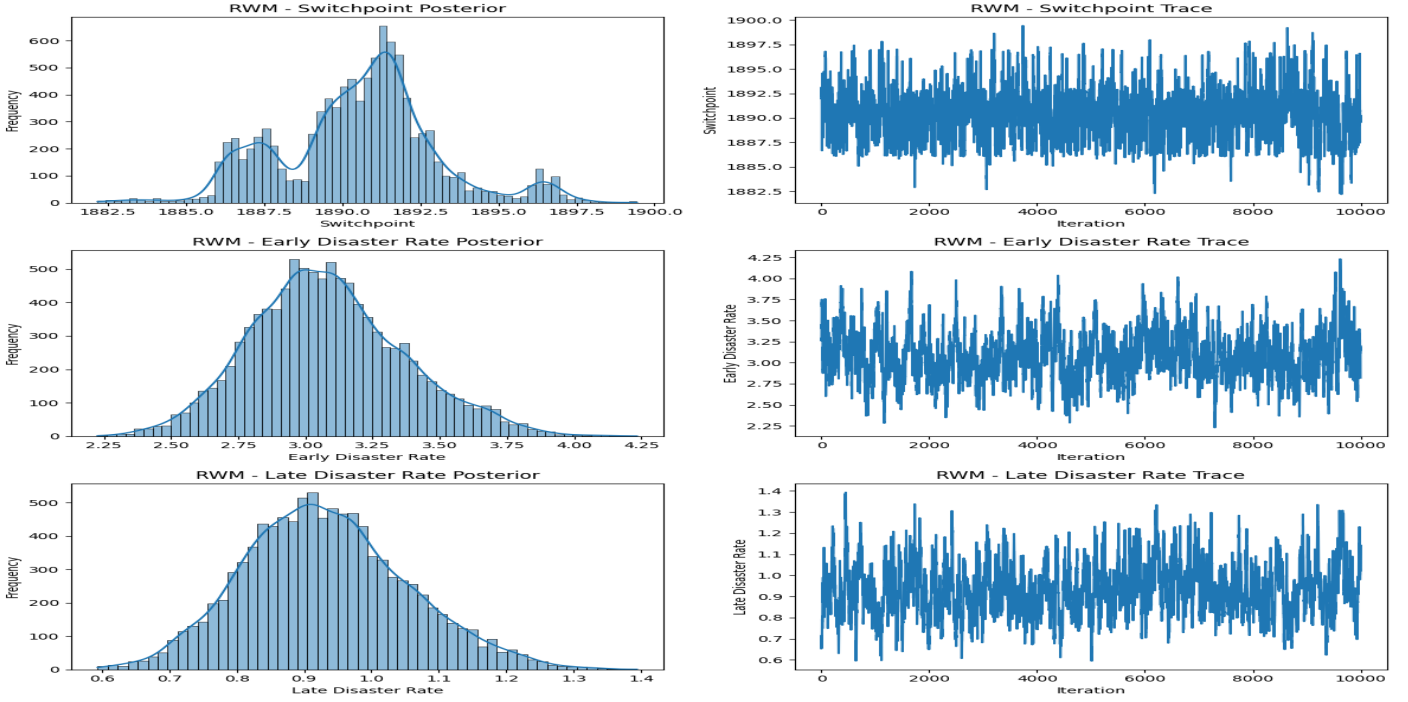 RWM - Switchpoint Posterior
Frequency
600
500
400
300
200
100
0
1882.5 1885.0 1887.5 1890.0 1892.5 1895.0 1897.5 1900.0
Switchpoint
RWM - Switchpoint Trace
Switchpoint
1900.0
1897.5
1895.0
1892.5
1890.0
1887.5
1885.0
1882.5
0 2000 4000 6000 8000 10000
Iteration
RWM - Early Disaster Rate Posterior
Frequency
500
400
300
200
100
0
2.25 2.50 2.75 3.00 3.25 3.50 3.75 4.00 4.25
Early Disaster Rate
RWM - Early Disaster Rate Trace
Early Disaster Rate
4.25
4.00
3.75
3.50
3.25
3.00
2.75
2.50
2.25
0 2000 4000 6000 8000 10000
Iteration
RWM - Late Disaster Rate Posterior
Frequency
500
400
300
200
100
0
0.6 0.7 0.8 0.9 1.0 1.1 1.2 1.3 1.4
Late Disaster Rate
RWM - Late Disaster Rate Trace
Late Disaster Rate
1.4
1.3
1.2
1.1
1.0
0.9
0.8
0.7
0.6
0 2000 4000 6000 8000 10000
Iteration